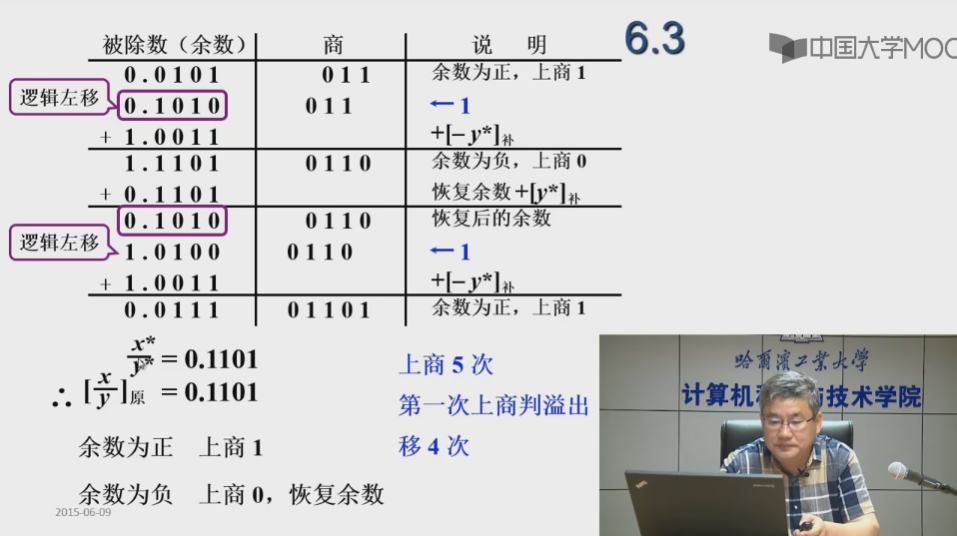 6.3
中国大学MOO
被除数（余数） 商 说 明
0.0101 011 余数为正，上商1
逻辑左移 0.1010 011 ←1
+ 1.0011 +[–y*]补
1.1101 0110 余数为负，上商0
+ 0.1101 恢复余数+[y*]补
0.1010 0110 恢复后的余数
逻辑左移 1.0100 0110 ←1
+ 1.0011 +[–y*]补
0.0111 01101 余数为正，上商1
x*/y* = 0.1101
∴ [x/y]原 = 0.1101
余数为正 上商1
余数为负 上商0，恢复余数
上商5次
第一次上商判溢出
移4次
2015-06-09
哈尔滨工业大学
计算机科 与技术学院